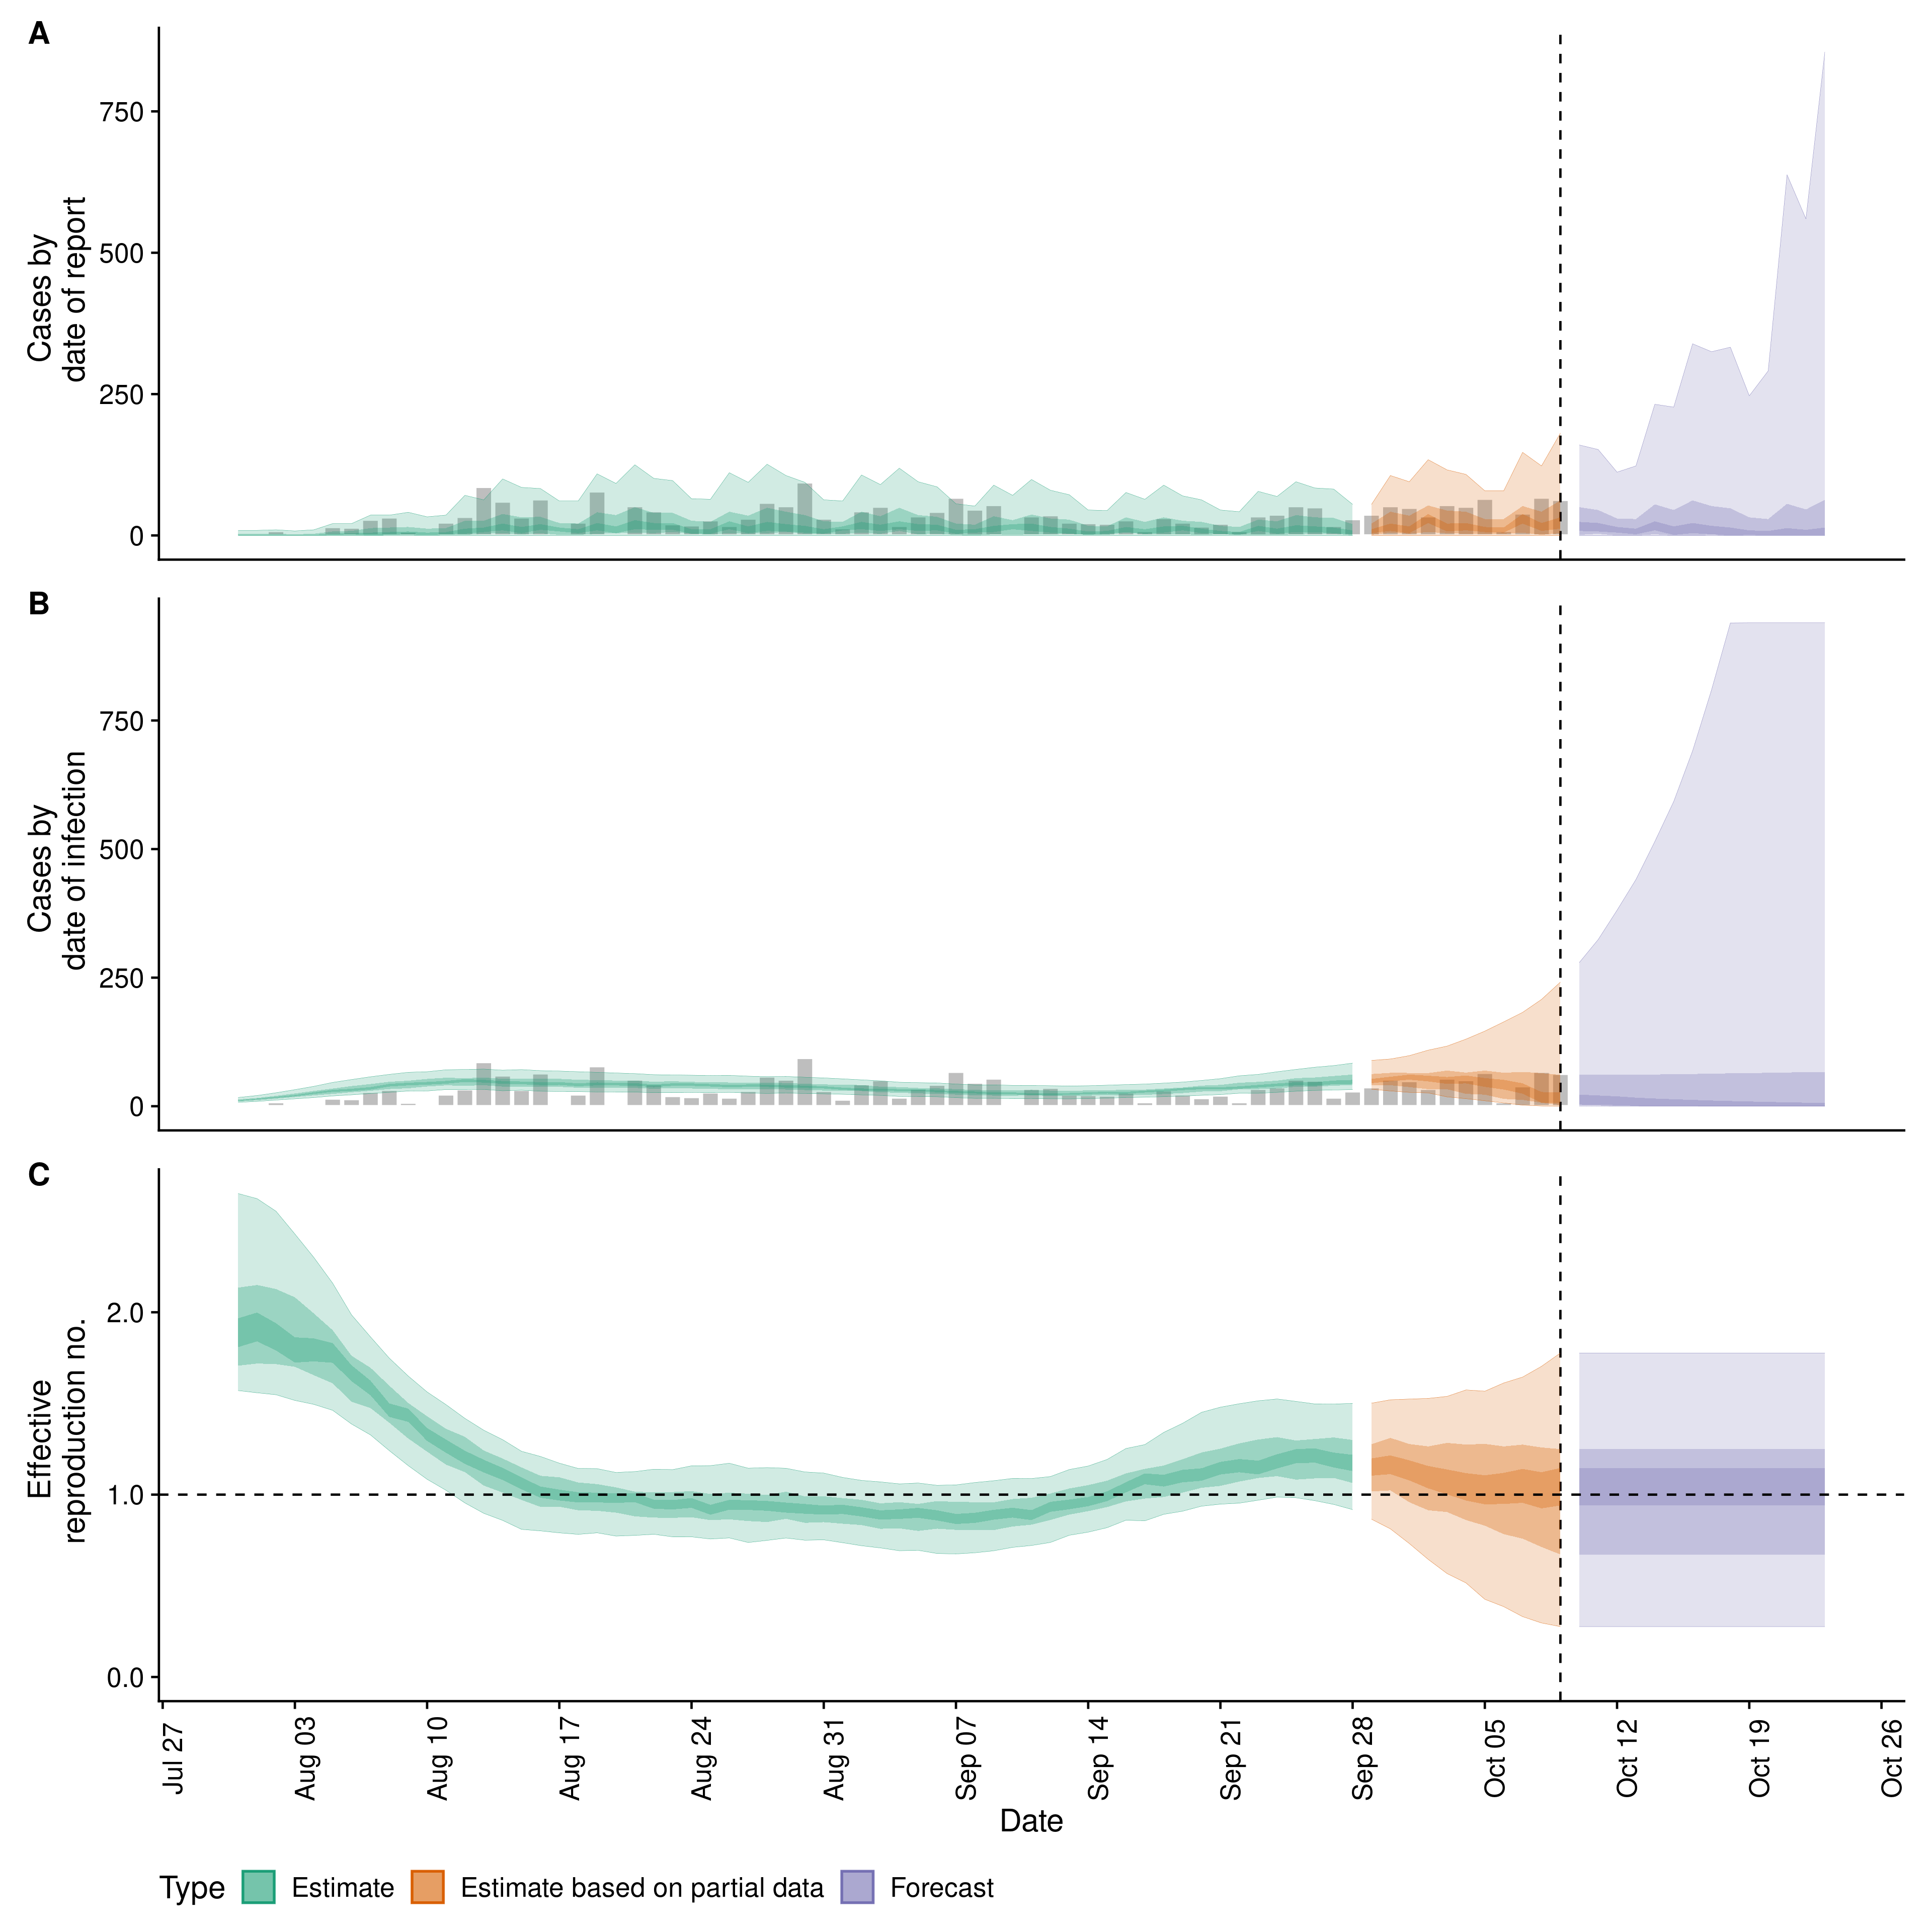 A
Cases by
date of report
750
500
250
0
B
Cases by
date of infection
750
500
250
0
C
Effective
reproduction no.
2.0
1.0
0.0
Jul 27
Aug 03
Aug 10
Aug 17
Aug 24
Aug 31
Sep 07
Sep 14
Sep 21
Sep 28
Oct 05
Oct 12
Oct 19
Oct 26
Date
Type Estimate Estimate based on partial data Forecast